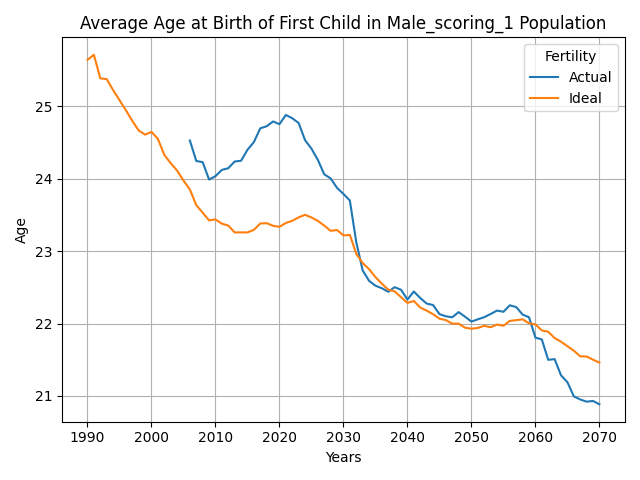 Average Age at Birth of First Child in Male_scoring_1 Population
Fertility
Actual
Ideal
Age
25
24
23
22
21
1990 2000 2010 2020 2030 2040 2050 2060 2070
Years